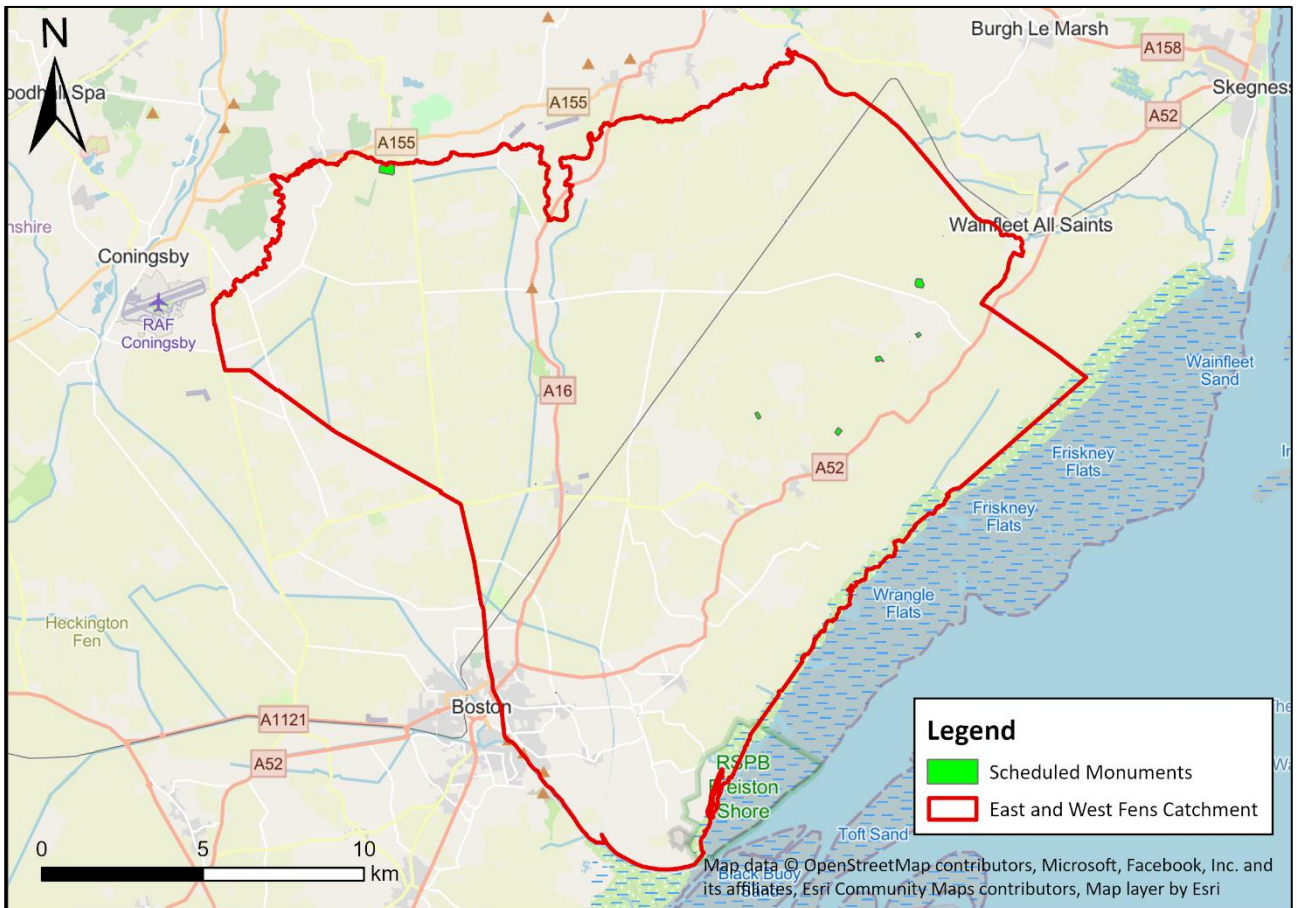 N
Burgh Le Marsh
A158
Skegness
A155
A52
A155
Wainfleet All Saints
Coningsby
RAF
Coningsby
Wainfleet
Sand
A16
Friskney
Flats
A52
Friskney
Flats
Wrangle
Flats
Heckington
Fen
Boston
A1121
A52
RSPB
Freiston
Shore
Toft Sand
Legend
Scheduled Monuments
East and West Fens Catchment
0
5
10
km
Map data © OpenStreetMap contributors, Microsoft, Facebook, Inc. and
its affiliates, Esri Community Maps contributors, Map layer by Esri